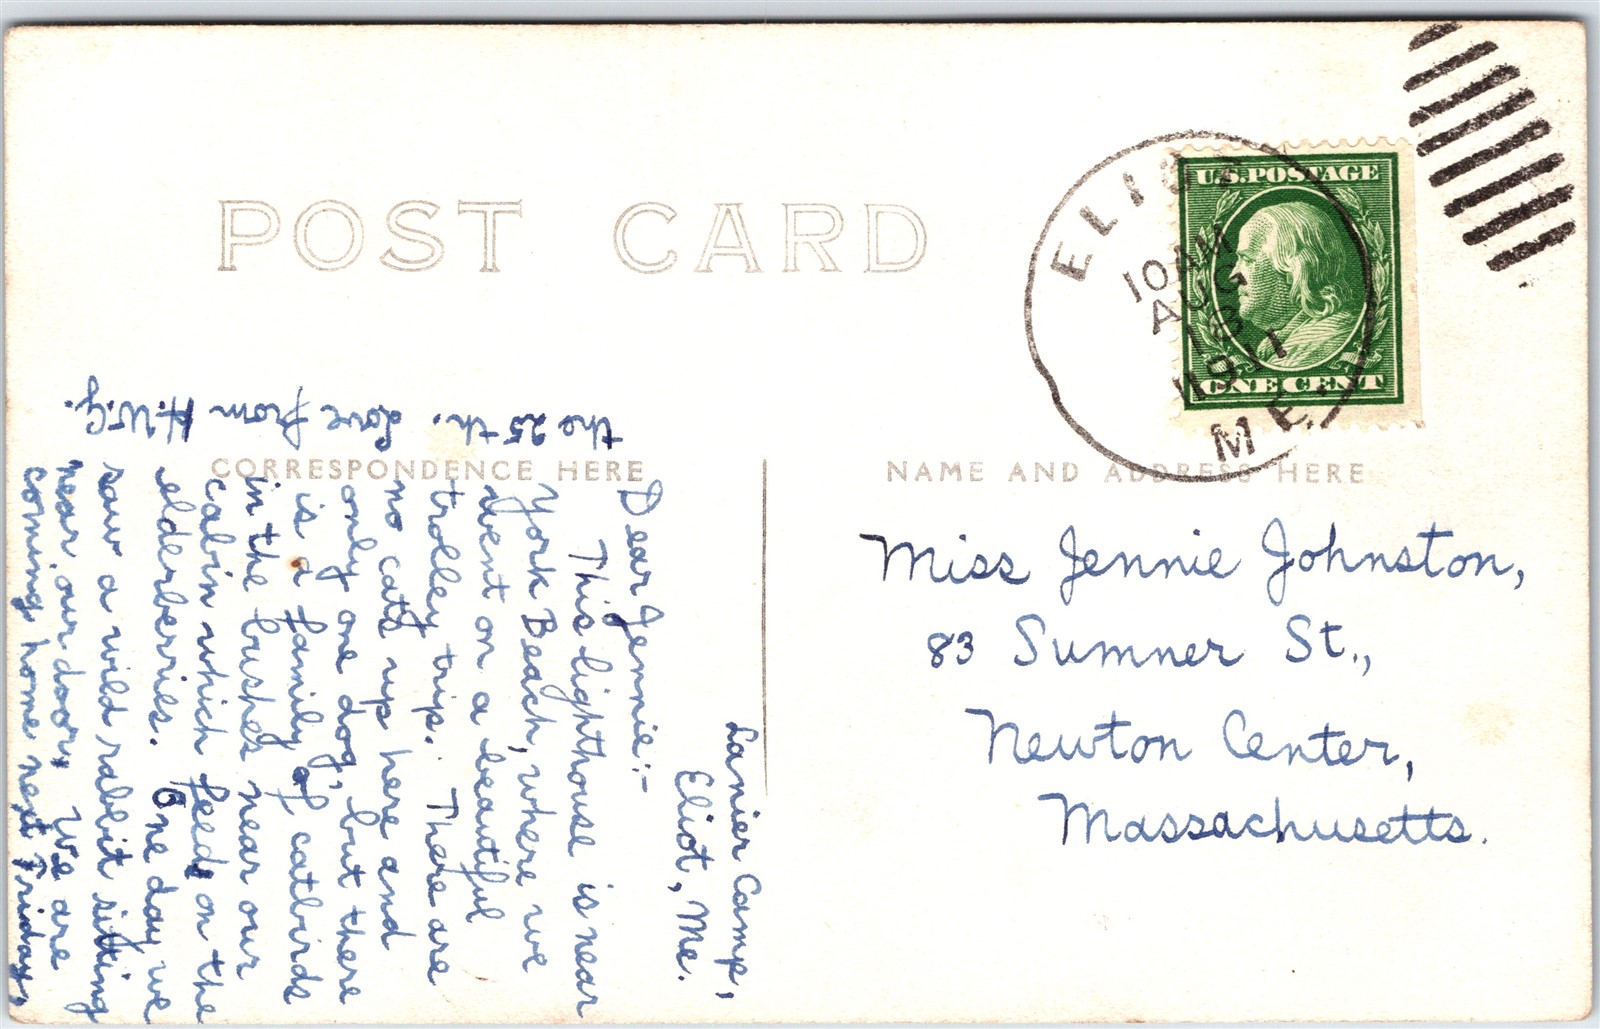 POST CARD
ELIOT
10 AM
AUG
18
1911
ME.
U.S. POSTAGE
ONE CENT
CORRESPONDENCE HERE
NAME AND ADDRESS HERE
Miss Jennie Johnston,
83 Sumner St.,
Newton Center,
Massachusetts.
Lanier Camp,
Eliot, Me.
Dear Jennie:-
This lighthouse is near
York Beach, where we
went on a beautiful
trolley trip. There are
no cats up here and
only one dog, but there
is a family of catbirds
in the bushes near our
cabin which feed on the
elderberries. One day we
saw a wild rabbit sitting
near our door. We are
coming home next Friday,
the 25th. Love from H.W.G.